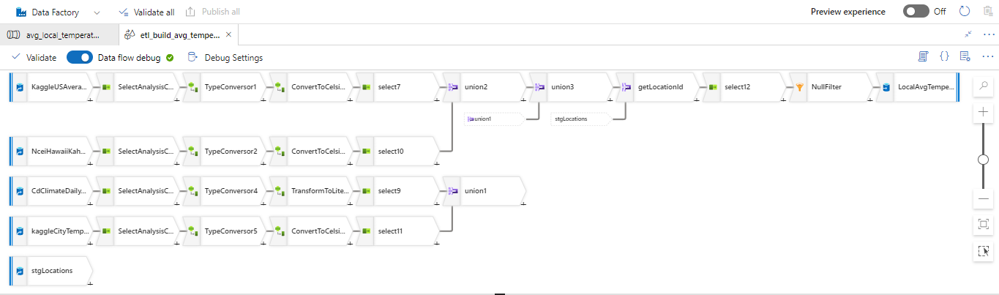 Data Factory Validate all Publish all Preview experience Off
avg_local_temperat... etl_build_avg_tempe...
Validate Data flow debug Debug Settings
KaggleUSAvera... SelectAnalysisC... TypeConversor1 ConvertToCelsi... select7 union2 union3 getLocationId select12 NullFilter LocalAvgTempe...
union1 stgLocations
NceiHawaiiKah... SelectAnalysisC... TypeConversor2 ConvertToCelsi... select10
CdClimateDaily... SelectAnalysisC... TypeConversor4 TransformToLite... select9 union1
kaggleCityTemp... SelectAnalysisC... TypeConversor5 ConvertToCelsi... select11
stgLocations